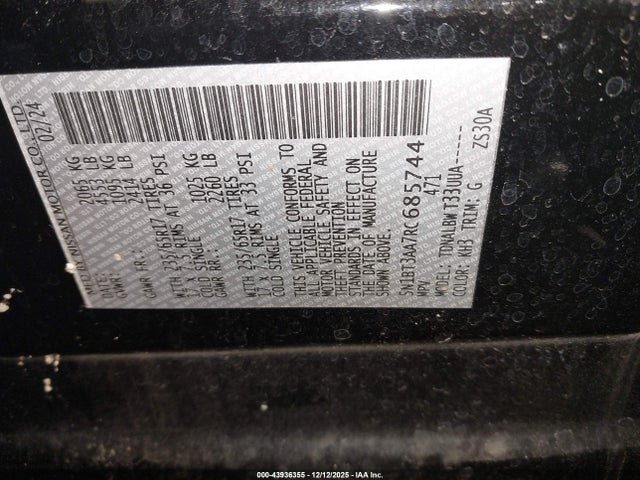 MFD BY NISSAN MOTOR CO., LTD.
DATE: 02/24
GVWR: 2065 KG
4553 LB
GAWR FR: 1095 KG
2414 LB
WITH 235/65R17 TIRES
17 X 7.5 RIMS AT 36 PSI
COLD SINGLE
GAWR RR: 1025 KG
2260 LB
WITH 235/65R17 TIRES
17 X 7.5 RIMS AT 33 PSI
COLD SINGLE
THIS VEHICLE CONFORMS TO
ALL APPLICABLE FEDERAL
MOTOR VEHICLE SAFETY AND
THEFT PREVENTION
STANDARDS IN EFFECT ON
THE DATE OF MANUFACTURE
SHOWN ABOVE.
5N1BT3AA7RC685744
MPV 471
MODEL: TDNALBWT33UUA------
COLOR: KH3 TRIM: G ZS30A
000-43936355 - 12/12/2025 - IAA Inc.